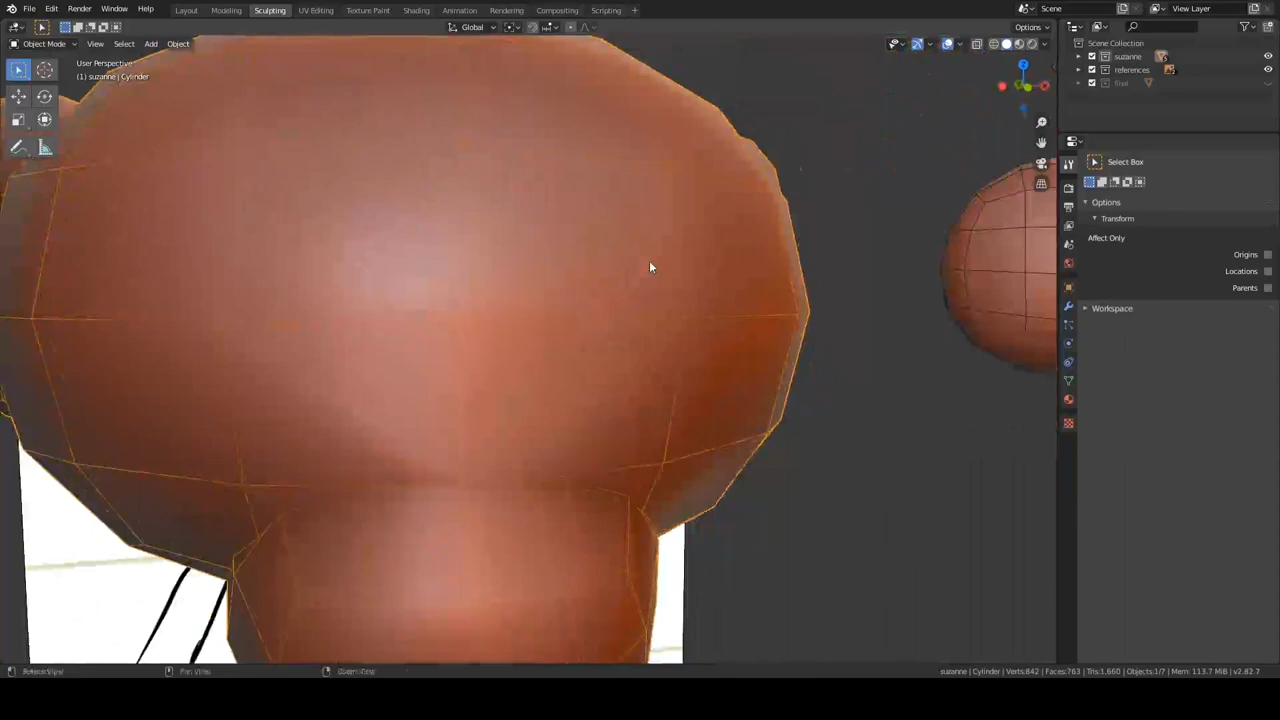 File Edit Render Window Help Layout Modeling Sculpting UV Editing Texture Paint Shading Animation Rendering Compositing Scripting + Scene View Layer
Global Options
Object Mode View Select Add Object
User Perspective
(1) suzanne | Cylinder
Z
Scene Collection
suzanne
references
final
Select Box
Options
Transform
Affect Only
Origins
Locations
Parents
Workspace
Pan View
suzanne | Cylinder | Verts:842 | Faces:763 | Tris:1,660 | Objects:1/7 | Mem: 113.7 MiB | v2.82.7